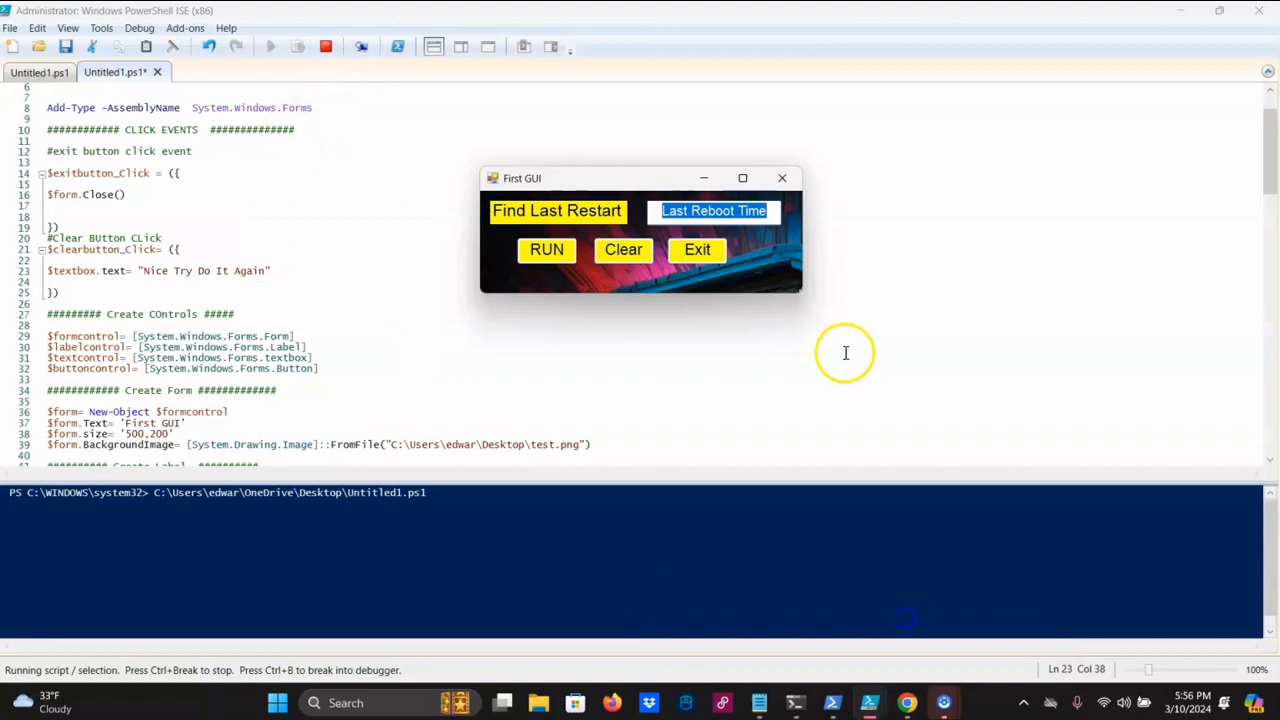 Administrator: Windows PowerShell ISE (x86)
File Edit View Tools Debug Add-ons Help
Untitled1.ps1 Untitled1.ps1*
6
7
8 Add-Type -AssemblyName System.Windows.Forms
9
10 ############ CLICK EVENTS ##############
11
12 #exit button click event
13
14 $exitbutton_Click = ({
15
16 $form.Close()
17
18
19 })
20 #Clear BUtton CLick
21 $clearbutton_Click= ({
22
23 $textbox.text= "Nice Try Do It Again"
24
25 })
26
27 ######### Create COntrols #####
28
29 $formcontrol= [System.Windows.Forms.Form]
30 $labelcontrol= [System.Windows.Forms.Label]
31 $textcontrol= [System.Windows.Forms.textbox]
32 $buttoncontrol= [System.Windows.Forms.Button]
33
34 ############ Create Form #############
35
36 $form= New-Object $formcontrol
37 $form.Text= 'First GUI'
38 $form.size= '500,200'
39 $form.BackgroundImage= [System.Drawing.Image]::FromFile("C:\Users\edwar\Desktop\test.png")
40
41 ########## Create Label ##########
First GUI
Find Last Restart Last Reboot Time
RUN Clear Exit
PS C:\WINDOWS\system32> C:\Users\edwar\OneDrive\Desktop\Untitled1.ps1
Running script / selection. Press Ctrl+Break to stop. Press Ctrl+B to break into debugger. Ln 23 Col 38 100%
33°F
Cloudy
Search
5:56 PM
3/10/2024